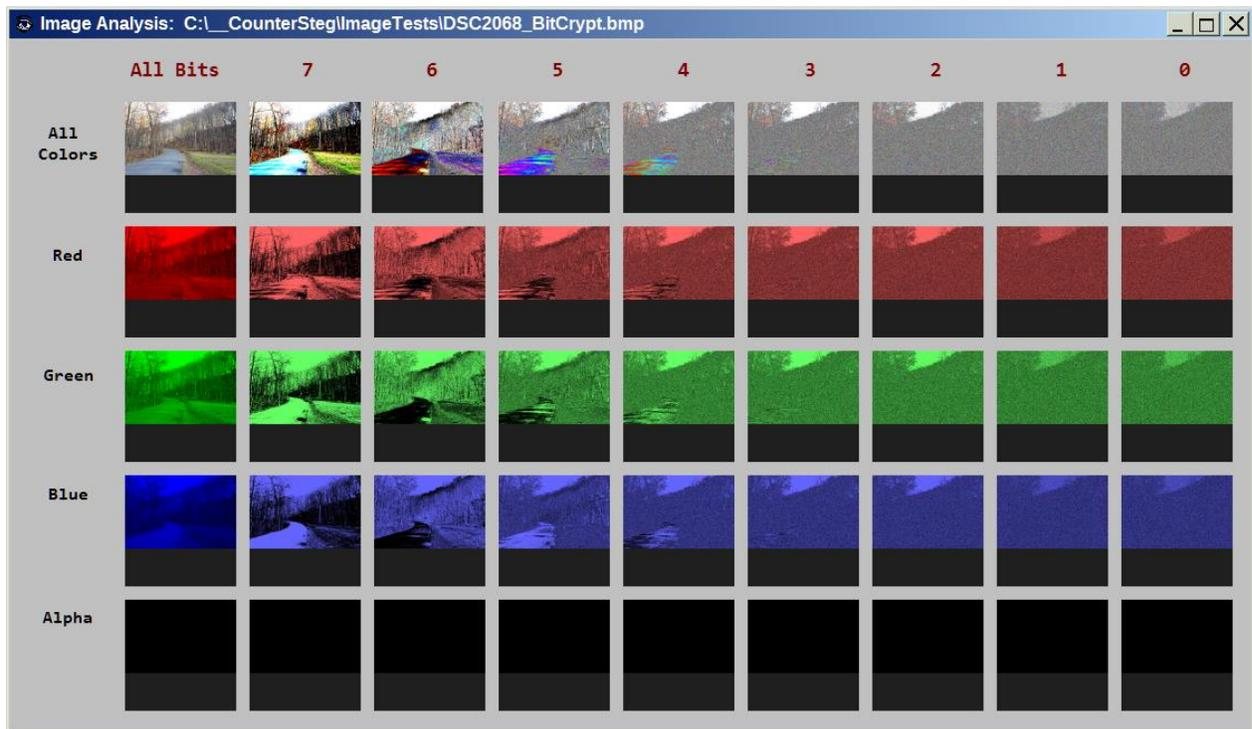 Image Analysis: C:\__CounterSteg\ImageTests\DSC2068_BitCrypt.bmp
All Bits 7 6 5 4 3 2 1 0
All
Colors
Red
Green
Blue
Alpha